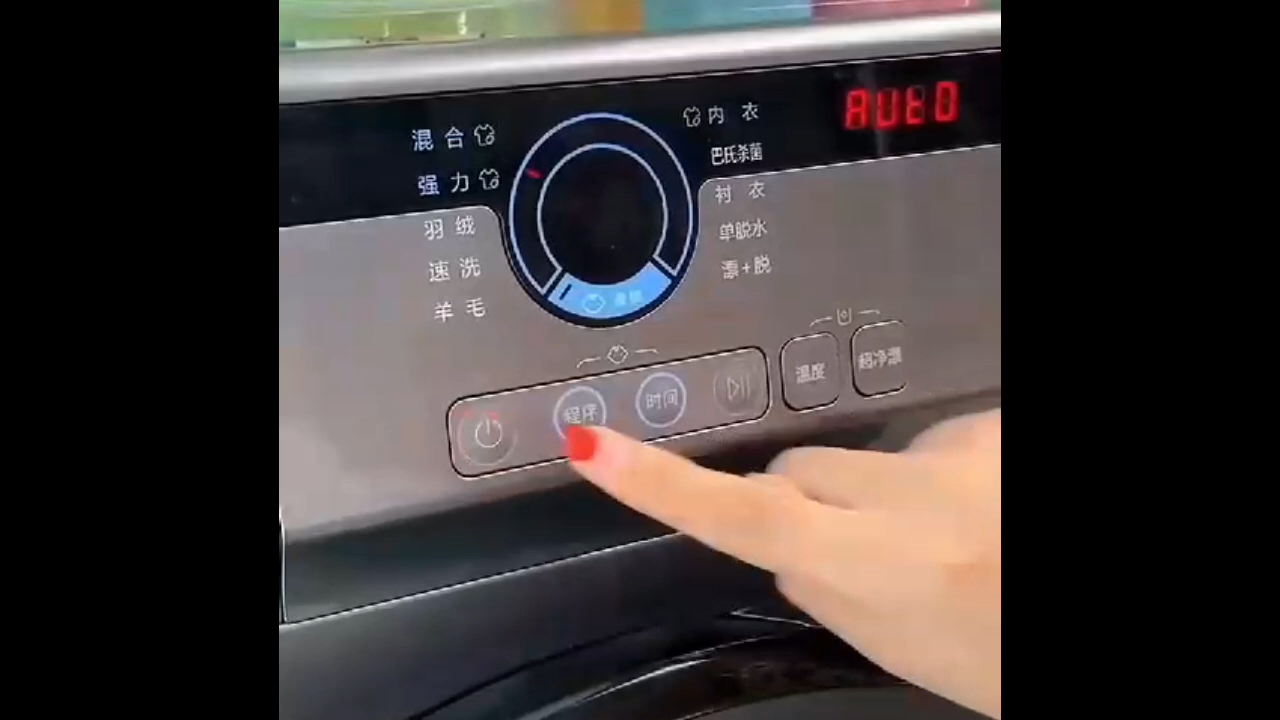 AUtO
混合
强力
羽绒
速洗
羊毛
内衣
巴氏杀菌
衬衣
单脱水
漂+脱
程序
时间
温度
超净漂